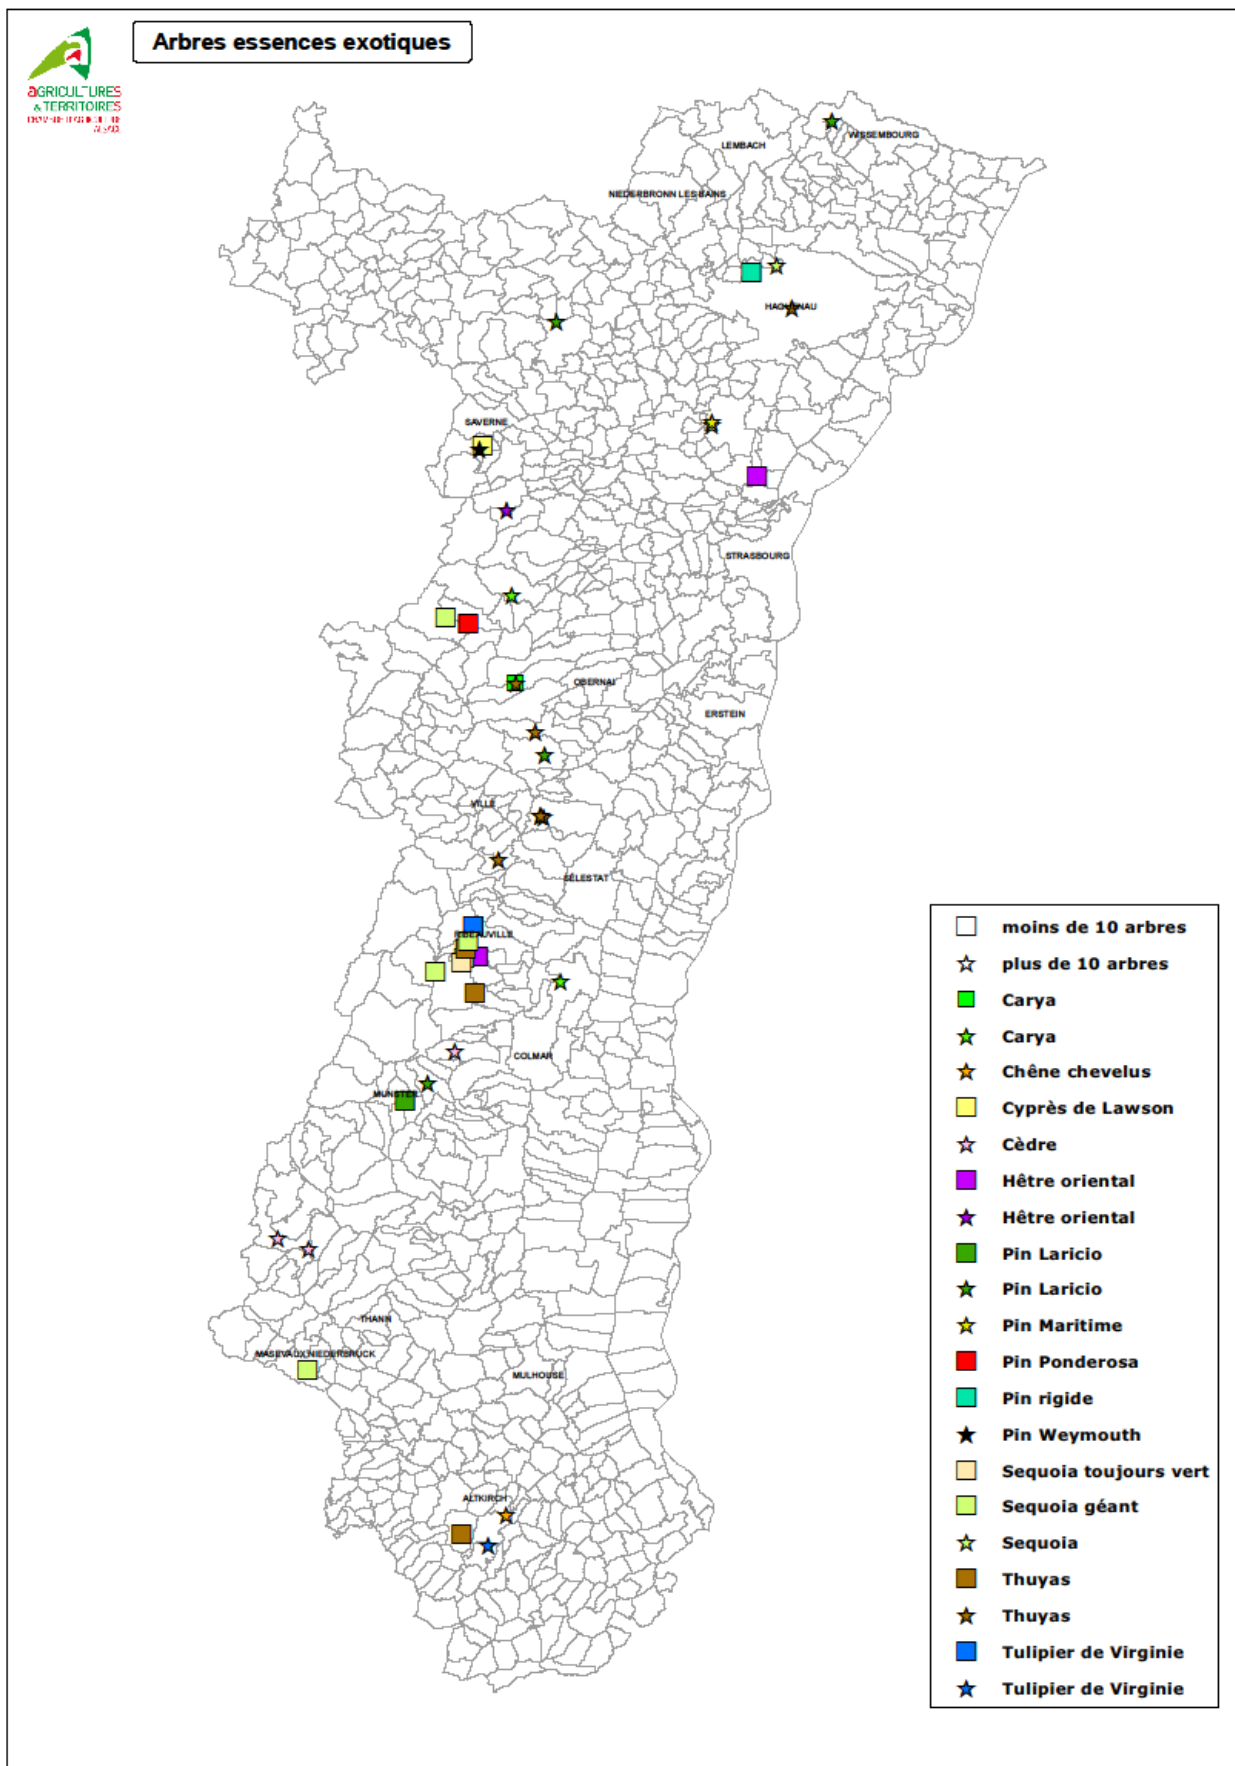 Arbres essences exotiques
aGRICULTURES
& TERRITOIRES
CHAMBRE D'AGRICULTURE
ALSACE
WISSEMBOURG
LEMBACH
NIEDERBRONN LES BAINS
HAGUENAU
SAVERNE
STRASBOURG
OBERNAI
ERSTEIN
VILLE
SÉLESTAT
RIBEAUVILLE
COLMAR
MUNSTER
THANN
MASEVAUX NIEDERBRUCK
MULHOUSE
ALTKIRCH
moins de 10 arbres
plus de 10 arbres
Carya
Carya
Chêne chevelus
Cyprès de Lawson
Cèdre
Hêtre oriental
Hêtre oriental
Pin Laricio
Pin Laricio
Pin Maritime
Pin Ponderosa
Pin rigide
Pin Weymouth
Sequoia toujours vert
Sequoia géant
Sequoia
Thuyas
Thuyas
Tulipier de Virginie
Tulipier de Virginie